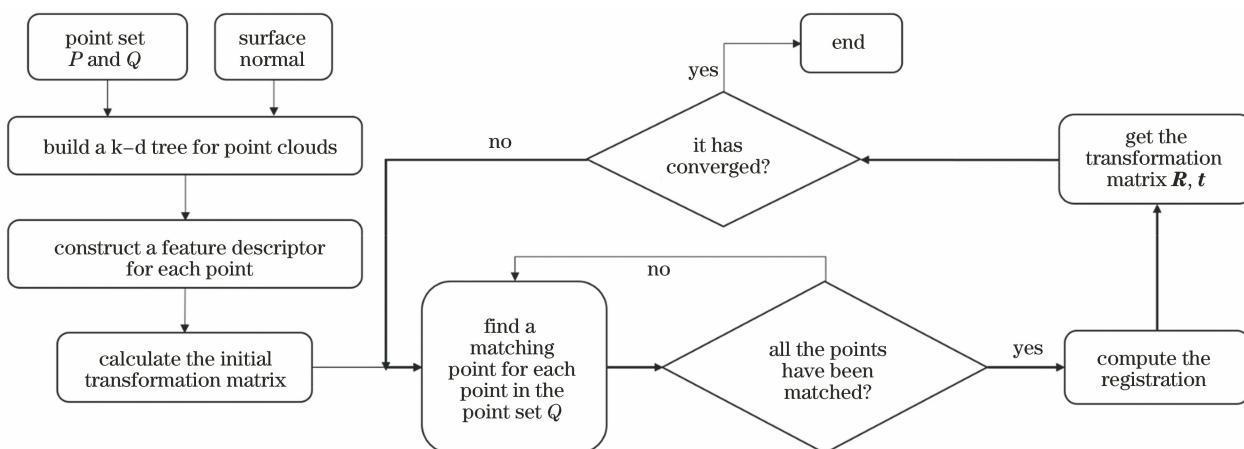 point set
P and Q
surface
normal
build a k-d tree for point clouds
construct a feature descriptor
for each point
calculate the initial
transformation matrix
find a
matching
point for each
point in the
point set Q
no
all the points
have been
matched?
yes
compute the
registration
get the
transformation
matrix R, t
it has
converged?
no
yes
end